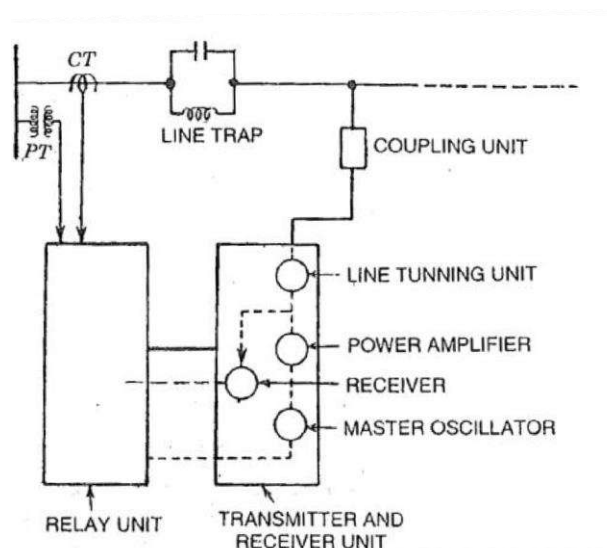 CT
LINE TRAP
PT
COUPLING UNIT
LINE TUNNING UNIT
POWER AMPLIFIER
RECEIVER
MASTER OSCILLATOR
RELAY UNIT
TRANSMITTER AND
RECEIVER UNIT